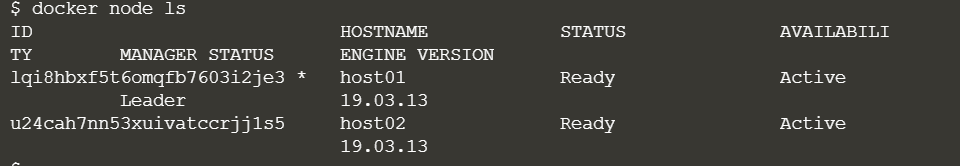 $ docker node ls
ID HOSTNAME STATUS AVAILABILI
TY MANAGER STATUS ENGINE VERSION
lqi8hbxf5t6omqfb7603i2je3 * host01 Ready Active
Leader 19.03.13
u24cah7nn53xuivatccrjj1s5 host02 Ready Active
19.03.13
$